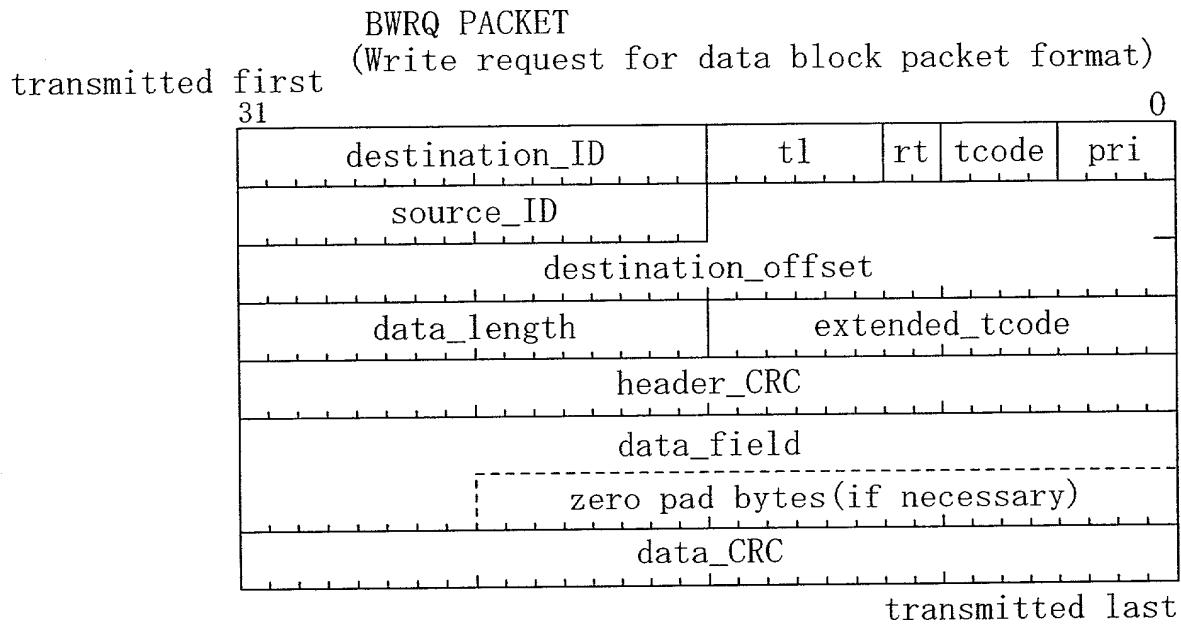 BWRQ PACKET
(Write request for data block packet format)
transmitted first
31 0
destination_ID tl rt tcode pri
source_ID
destination_offset
data_length extended_tcode
header_CRC
data_field
zero pad bytes(if necessary)
data_CRC
transmitted last